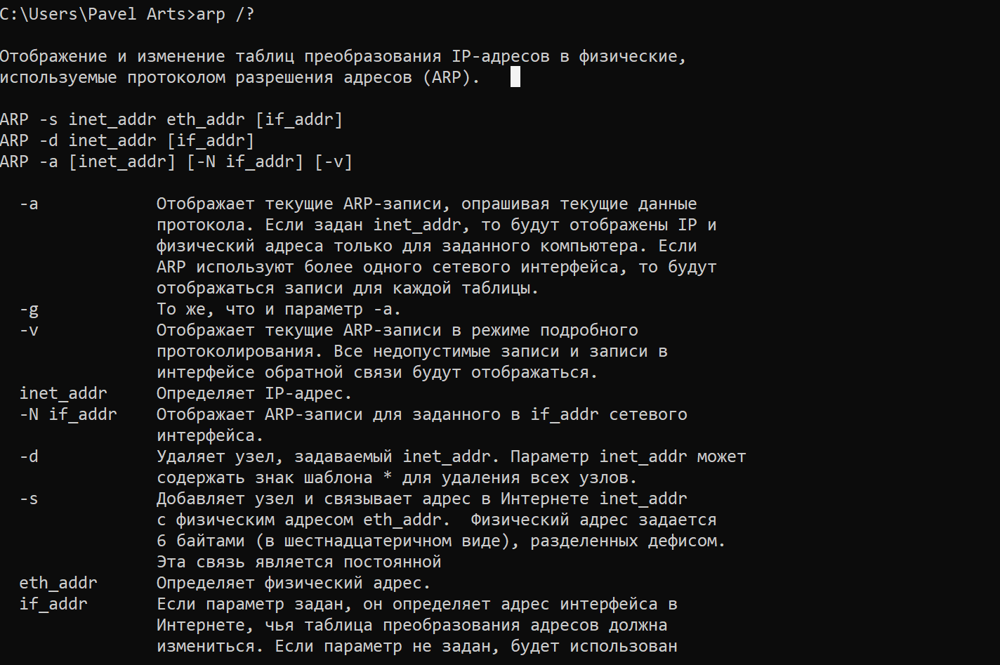 C:\Users\Pavel Arts>arp /?
Отображение и изменение таблиц преобразования IP-адресов в физические,
используемые протоколом разрешения адресов (ARP).
ARP -s inet_addr eth_addr [if_addr]
ARP -d inet_addr [if_addr]
ARP -a [inet_addr] [-N if_addr] [-v]
-a Отображает текущие ARP-записи, опрашивая текущие данные
протокола. Если задан inet_addr, то будут отображены IP и
физический адреса только для заданного компьютера. Если
ARP используют более одного сетевого интерфейса, то будут
отображаться записи для каждой таблицы.
-g То же, что и параметр -a.
-v Отображает текущие ARP-записи в режиме подробного
протоколирования. Все недопустимые записи и записи в
интерфейсе обратной связи будут отображаться.
inet_addr Определяет IP-адрес.
-N if_addr Отображает ARP-записи для заданного в if_addr сетевого
интерфейса.
-d Удаляет узел, задаваемый inet_addr. Параметр inet_addr может
содержать знак шаблона * для удаления всех узлов.
-s Добавляет узел и связывает адрес в Интернете inet_addr
с физическим адресом eth_addr.  Физический адрес задается
6 байтами (в шестнадцатеричном виде), разделенных дефисом.
Эта связь является постоянной
eth_addr Определяет физический адрес.
if_addr Если параметр задан, он определяет адрес интерфейса в
Интернете, чья таблица преобразования адресов должна
измениться. Если параметр не задан, будет использован